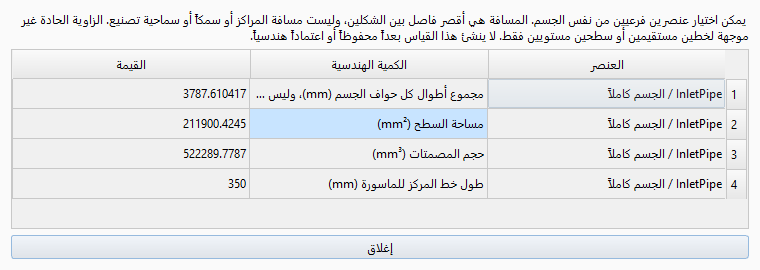 يمكن اختيار عنصرين فرعيين من نفس الجسم. المسافة هي أقصر فاصل بين الشكلين، وليست مسافة المراكز أو سمكاً أو سماحية تصنيع. الزاوية الحادة غير
موجهة لخطين مستقيمين أو سطحين مستويين فقط. لا ينشئ هذا القياس بعداً محفوظاً أو اعتماداً هندسياً.
العنصر الكمية الهندسية القيمة
1 InletPipe / الجسم كاملاً مجموع أطوال كل حواف الجسم (mm)، وليس ... 3787.610417
2 InletPipe / الجسم كاملاً مساحة السطح (mm²) 211900.4245
3 InletPipe / الجسم كاملاً حجم المصمتات (mm³) 522289.7787
4 InletPipe / الجسم كاملاً طول خط المركز للماسورة (mm) 350
إغلاق